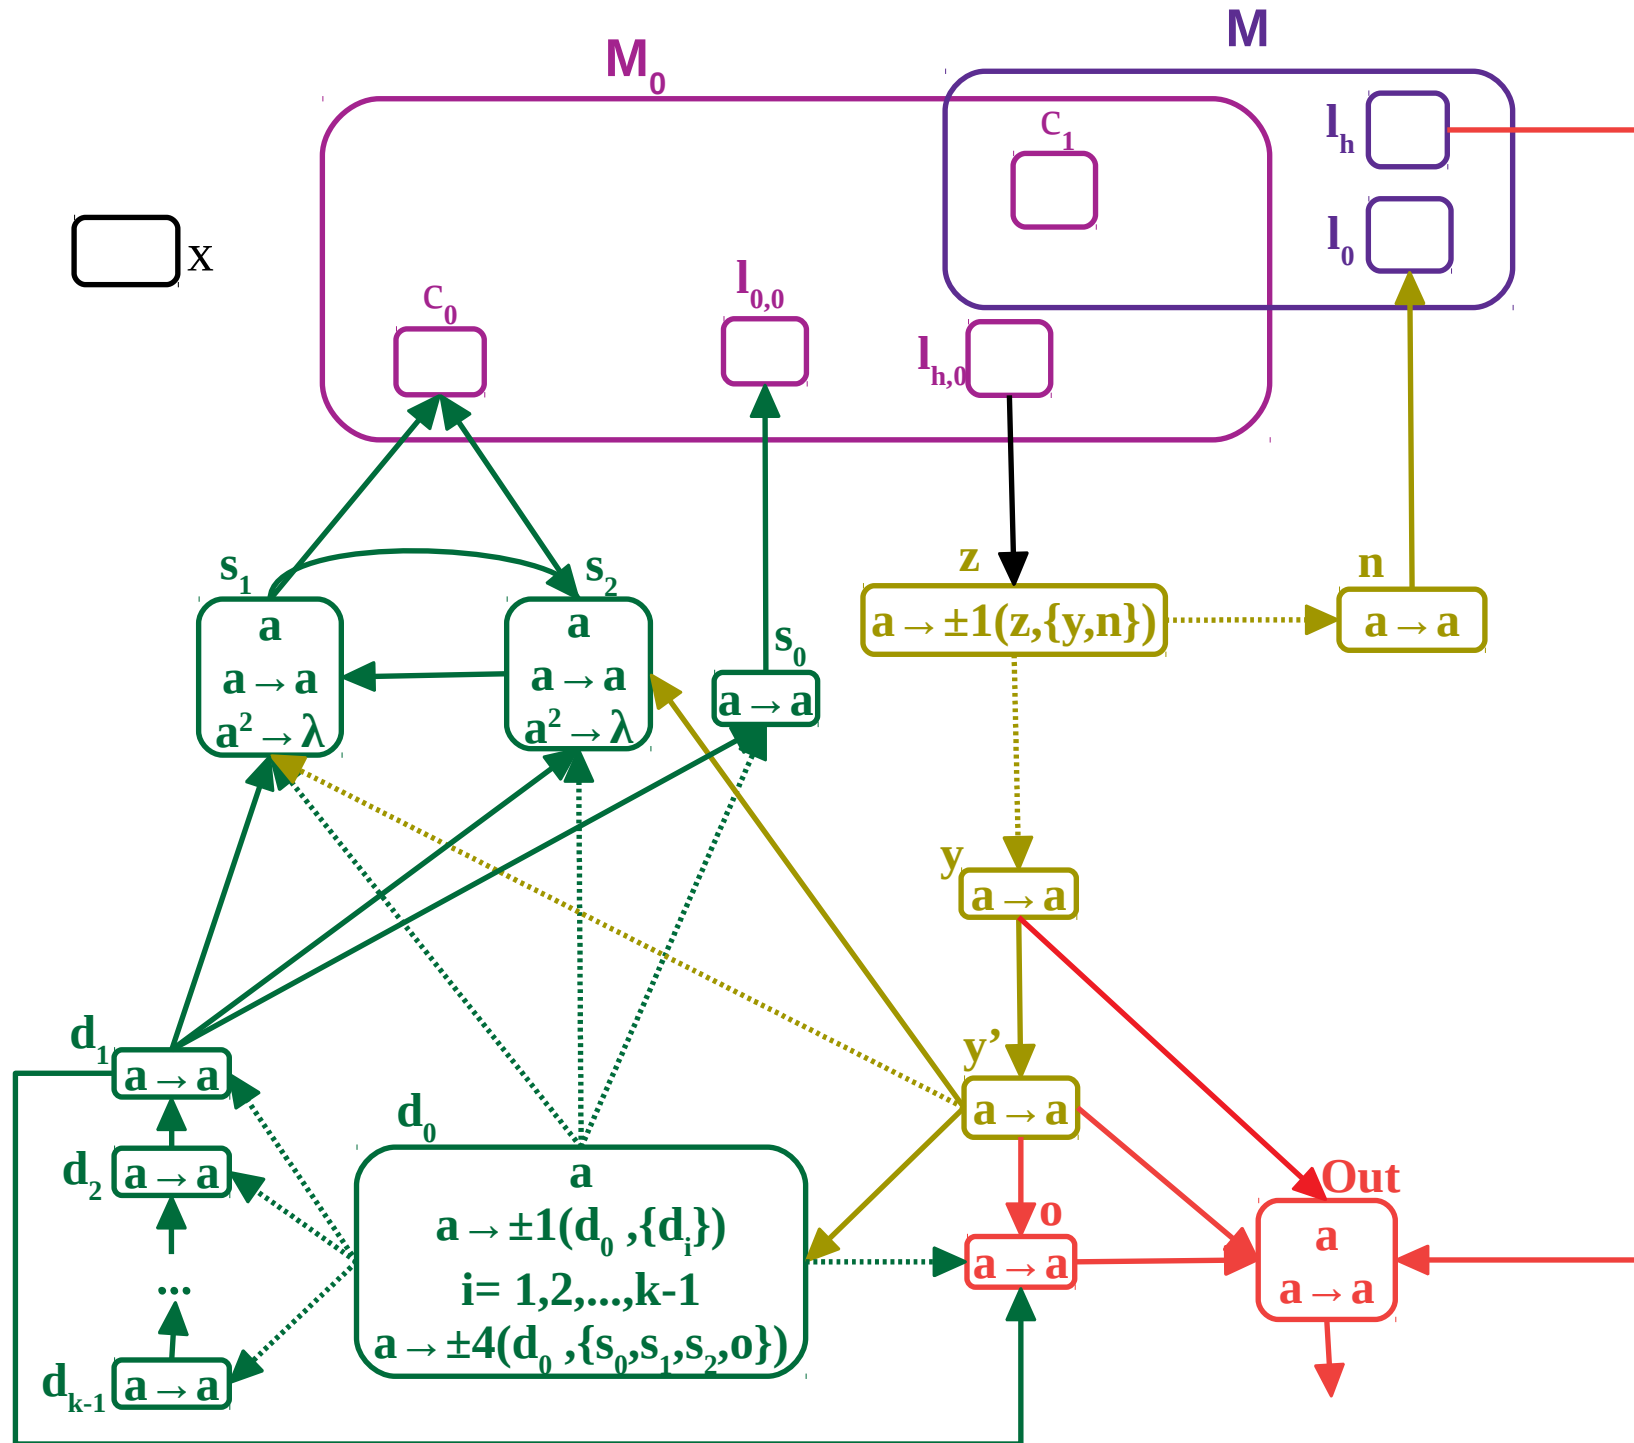 M
M₀
c₁
lₕ
x
l₀
c₀
l₀,₀
lₕ,₀
s₁
a
a→a
a²→λ
s₂
a
a→a
a²→λ
s₀
a→a
z
a→±1(z,{y,n})
n
a→a
y
a→a
d₁
a→a
y’
a→a
d₂
a→a
...
dₖ₋₁
a→a
d₀
a
a→±1(d₀ ,{dᵢ})
i= 1,2,...,k-1
a→±4(d₀ ,{s₀,s₁,s₂,o})
o
a→a
Out
a
a→a